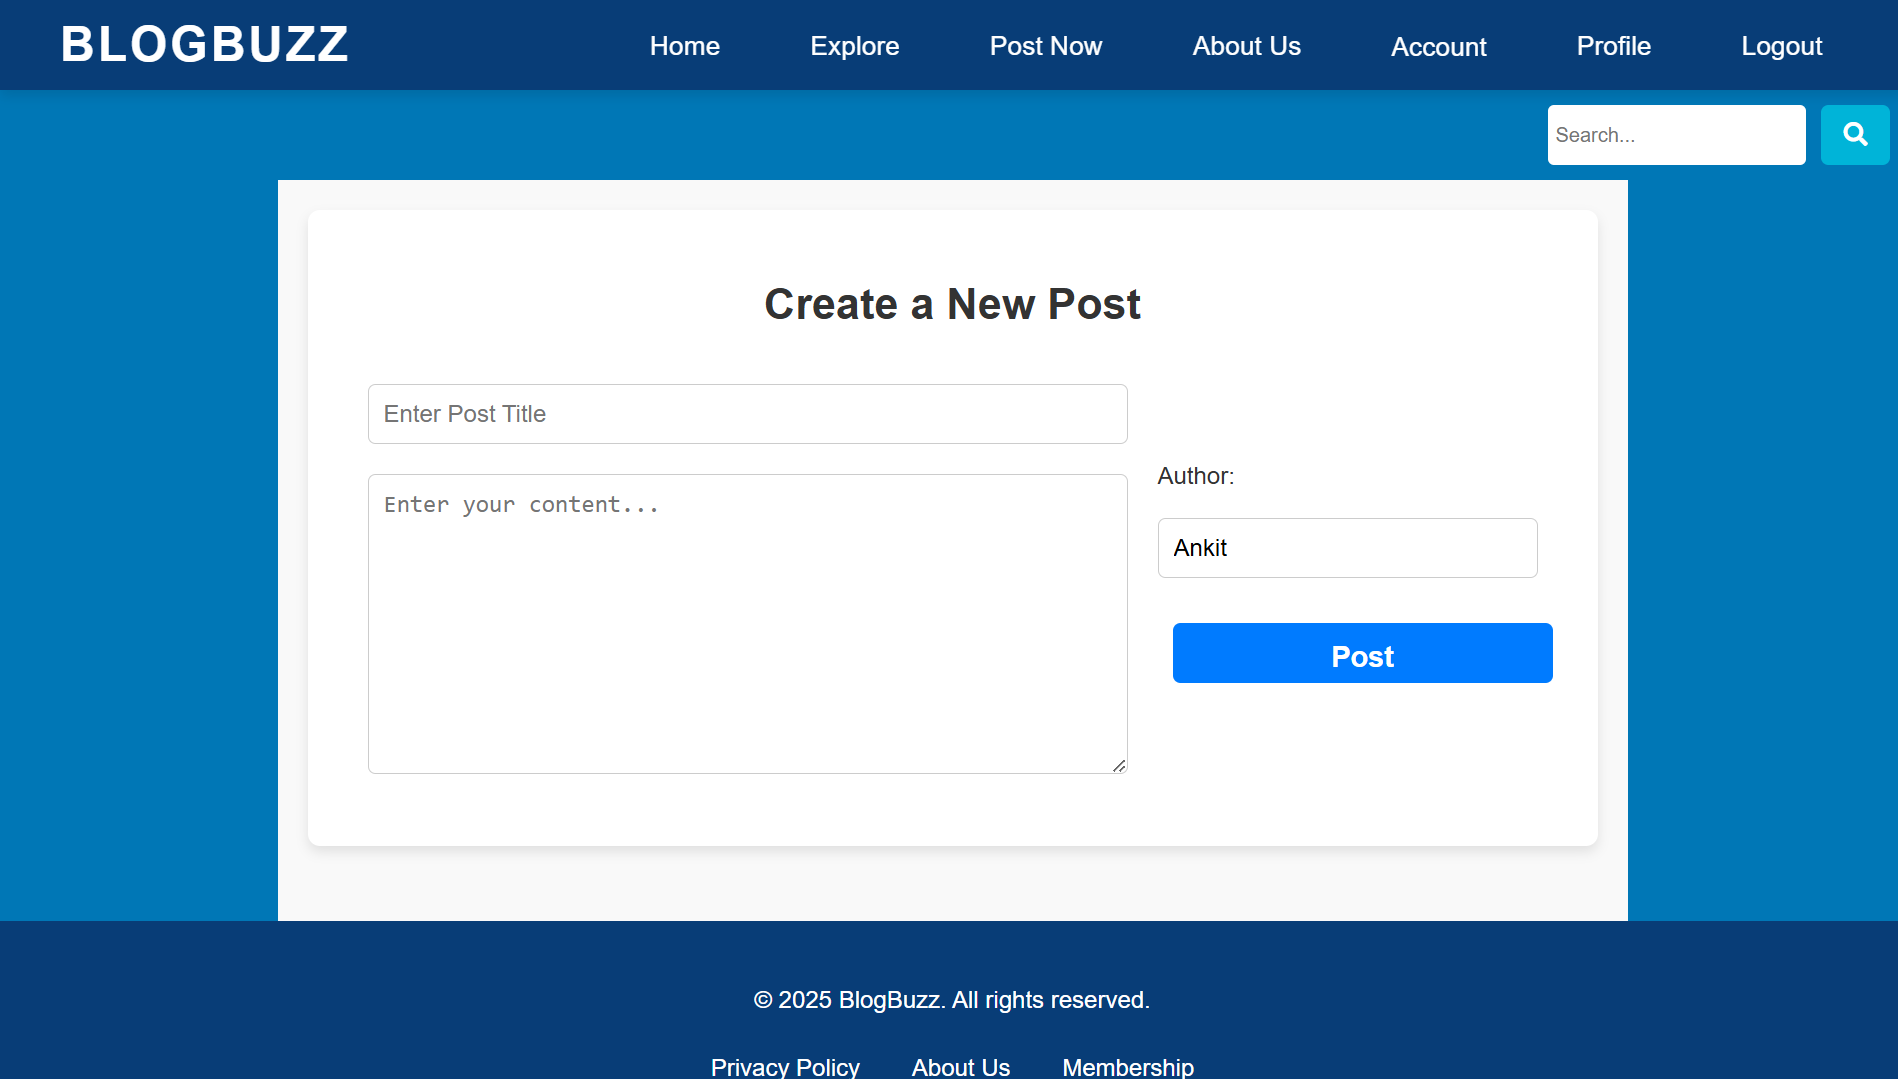 BLOGBUZZ
Home Explore Post Now About Us Account Profile Logout
Search...
Create a New Post
Enter Post Title
Enter your content...
Author:
Ankit
Post
© 2025 BlogBuzz. All rights reserved.
Privacy Policy About Us Membership